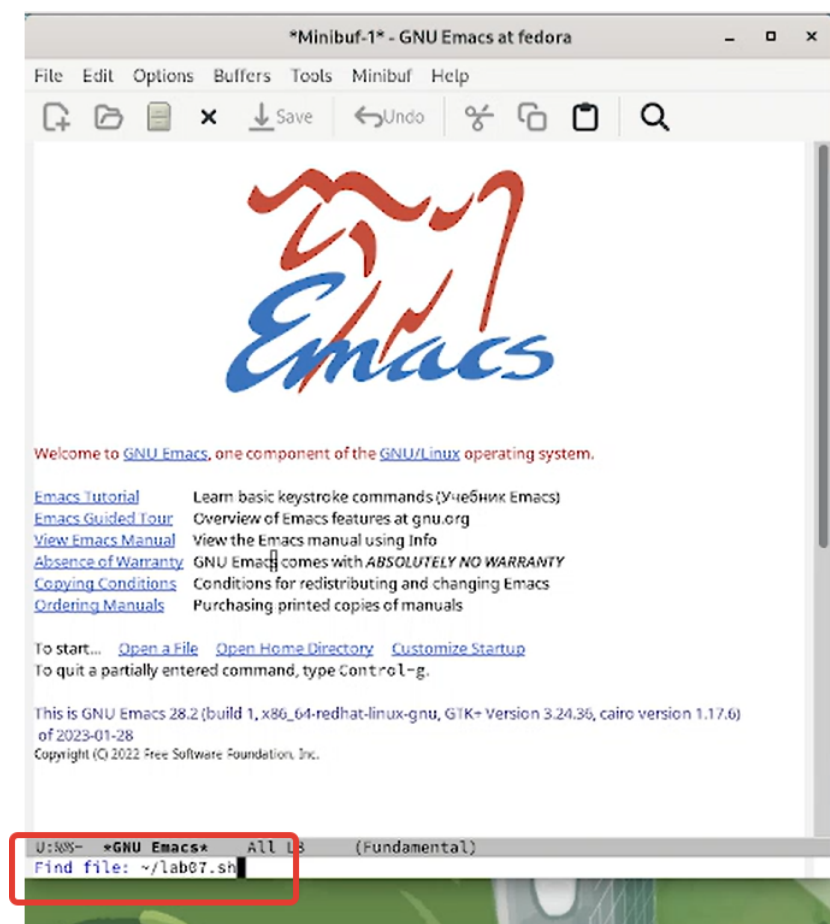 *Minibuf-1* - GNU Emacs at fedora
File Edit Options Buffers Tools Minibuf Help
Save Undo
Emacs
Welcome to GNU Emacs, one component of the GNU/Linux operating system.
Emacs Tutorial Learn basic keystroke commands (Учебник Emacs)
Emacs Guided Tour Overview of Emacs features at gnu.org
View Emacs Manual View the Emacs manual using Info
Absence of Warranty GNU Emacs comes with ABSOLUTELY NO WARRANTY
Copying Conditions Conditions for redistributing and changing Emacs
Ordering Manuals Purchasing printed copies of manuals
To start... Open a File Open Home Directory Customize Startup
To quit a partially entered command, type Control-g.
This is GNU Emacs 28.2 (build 1, x86_64-redhat-linux-gnu, GTK+ Version 3.24.36, cairo version 1.17.6)
of 2023-01-28
Copyright (C) 2022 Free Software Foundation, Inc.
U:%%- *GNU Emacs* All L8 (Fundamental)
Find file: ~/lab07.sh